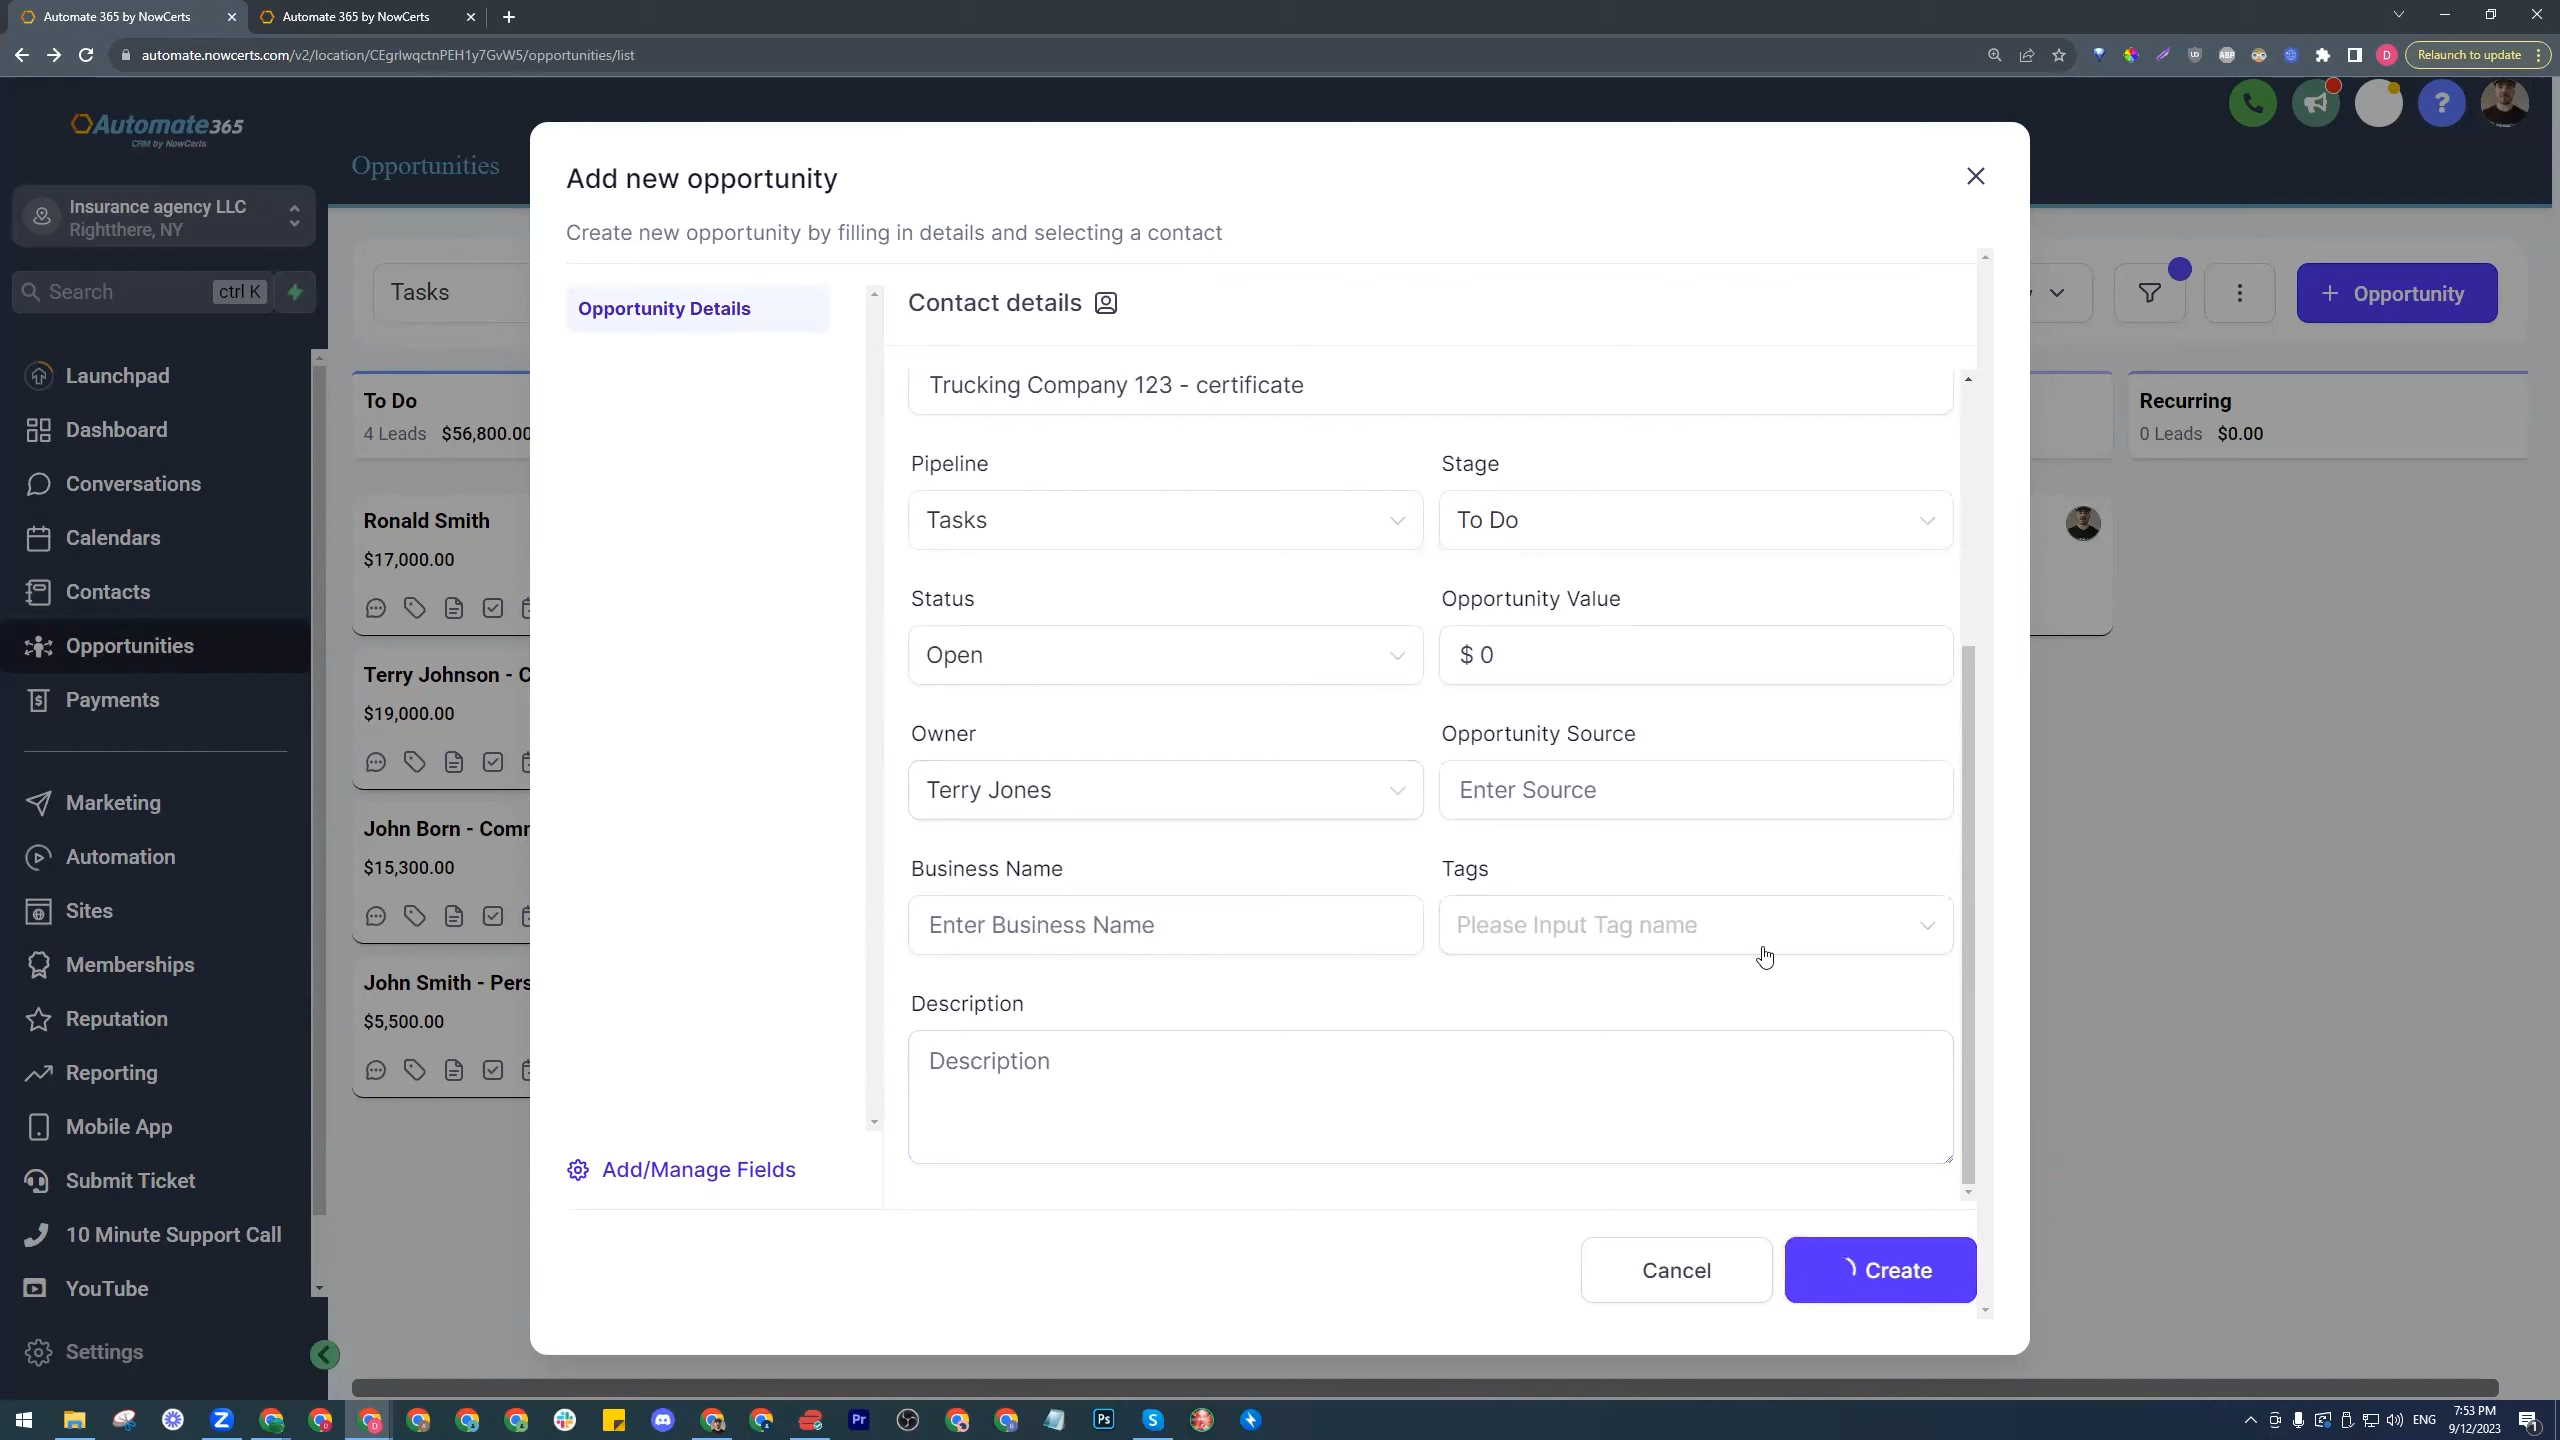 Automate 365 by NowCerts
Automate 365 by NowCerts
automate.nowcerts.com/v2/location/CEgrlwqctnPEH1y7GvW5/opportunities/list
Relaunch to update
Automate365
CRM by NowCerts
Opportunities
Insurance agency LLC
Rightthere, NY
Search
ctrl K
Launchpad
Dashboard
Conversations
Calendars
Contacts
Opportunities
Payments
Marketing
Automation
Sites
Memberships
Reputation
Reporting
Mobile App
Submit Ticket
10 Minute Support Call
YouTube
Settings
Tasks
To Do
4 Leads $56,800.00
Ronald Smith
$17,000.00
Terry Johnson - C
$19,000.00
John Born - Comm
$15,300.00
John Smith - Pers
$5,500.00
Add new opportunity
Create new opportunity by filling in details and selecting a contact
Opportunity Details
Add/Manage Fields
Contact details
Trucking Company 123 - certificate
Pipeline
Stage
Tasks
To Do
Status
Opportunity Value
Open
$ 0
Owner
Opportunity Source
Terry Jones
Enter Source
Business Name
Tags
Enter Business Name
Please Input Tag name
Description
Description
Cancel
Create
+ Opportunity
Recurring
0 Leads $0.00
ENG
7:53 PM
9/12/2023